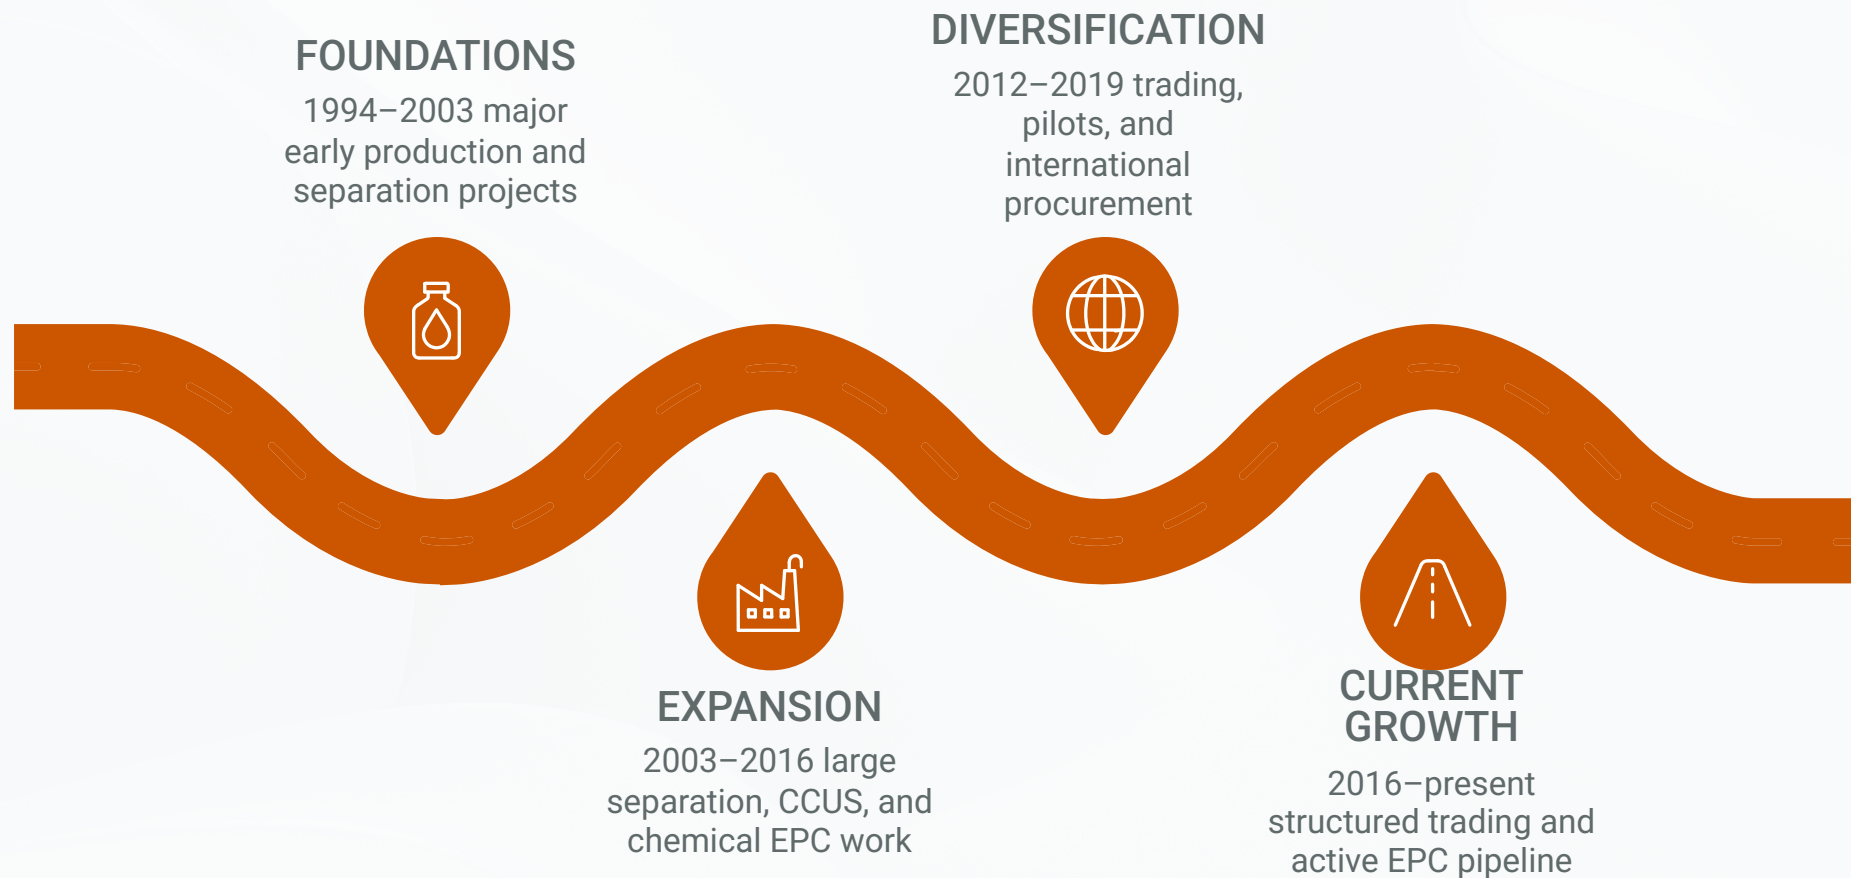 FOUNDATIONS
1994–2003 major
early production and
separation projects
EXPANSION
2003–2016 large
separation, CCUS, and
chemical EPC work
DIVERSIFICATION
2012–2019 trading,
pilots, and
international
procurement
CURRENT
GROWTH
2016–present
structured trading and
active EPC pipeline